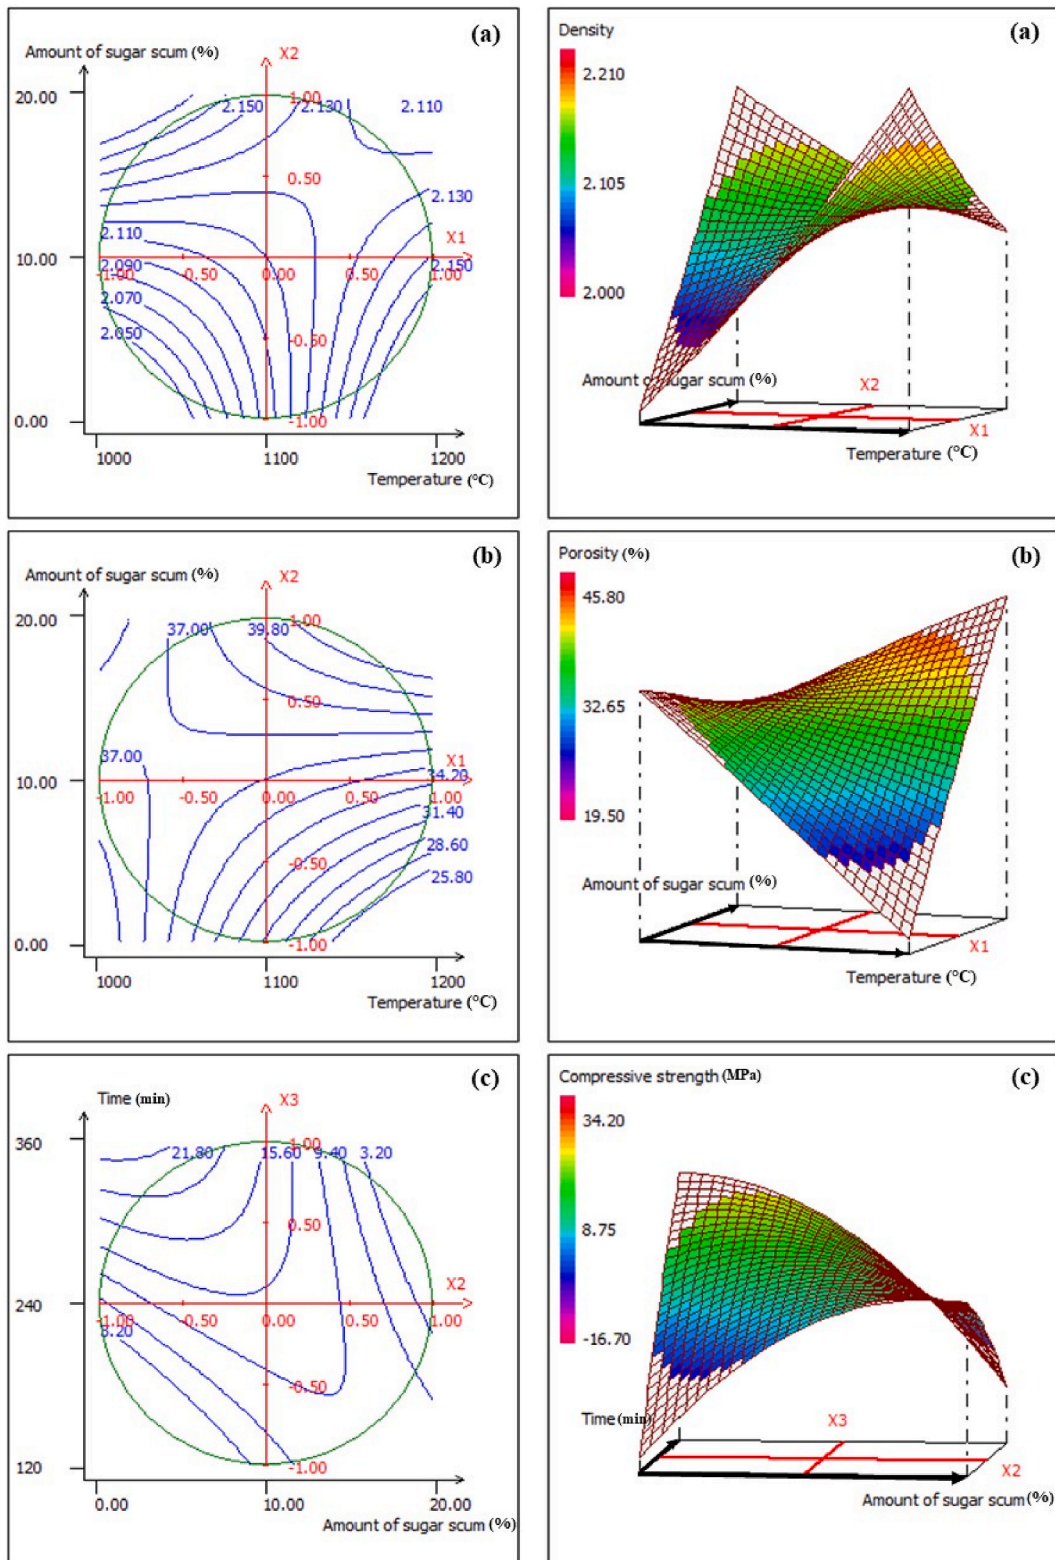 (a)
Amount of sugar scum (%)
X2
20.00
1.00
2.150
2.130
2.110
0.50
2.130
2.110
X1
10.00
-1.00
-0.50
0.00
0.50
1.00
2.090
2.150
2.070
2.050
-0.50
0.00
-1.00
1000
1100
1200
Temperature (°C)
Density
(a)
2.210
2.105
2.000
Amount of sugar scum (%)
X2
X1
Temperature (°C)
(b)
Amount of sugar scum (%)
X2
20.00
1.00
37.00
39.80
0.50
37.00
X1
34.20
10.00
-1.00
-0.50
0.00
0.50
1.00
31.40
28.60
-0.50
25.80
0.00
-1.00
1000
1100
1200
Temperature (°C)
Porosity (%)
(b)
45.80
32.65
19.50
Amount of sugar scum (%)
X1
Temperature (°C)
(c)
Time (min)
X3
360
1.00
21.80
15.60
9.40
3.20
0.50
X2
240
-1.00
-0.50
0.00
0.50
1.00
3.20
-0.50
120
-1.00
0.00
10.00
20.00
Amount of sugar scum (%)
Compressive strength (MPa)
(c)
34.20
8.75
-16.70
Time (min)
X3
X2
Amount of sugar scum (%)